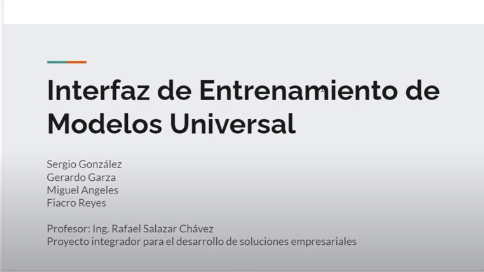 Interfaz de Entrenamiento de
Modelos Universal
Sergio González
Gerardo Garza
Miguel Angeles
Fiacro Reyes
Profesor: Ing. Rafael Salazar Chávez
Proyecto integrador para el desarrollo de soluciones empresariales